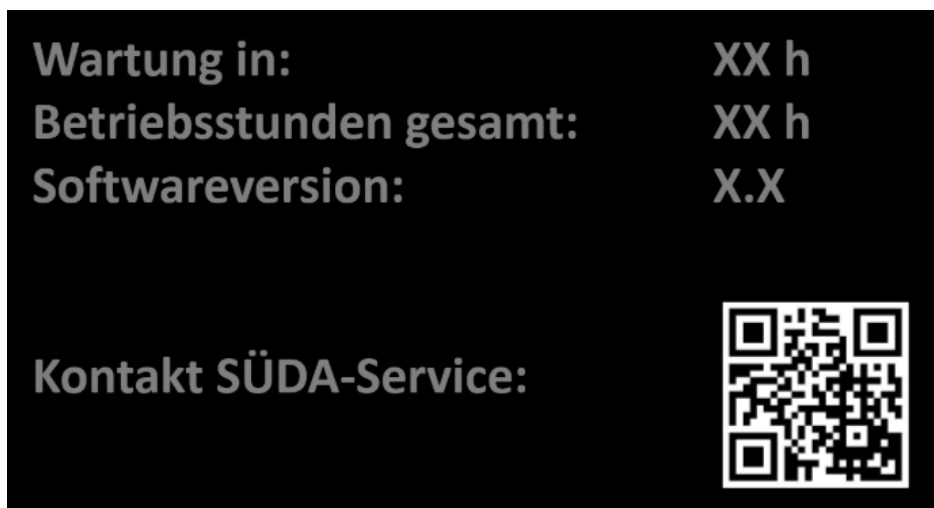 Wartung in: XX h
Betriebsstunden gesamt: XX h
Softwareversion: X.X
Kontakt SÜDA-Service: